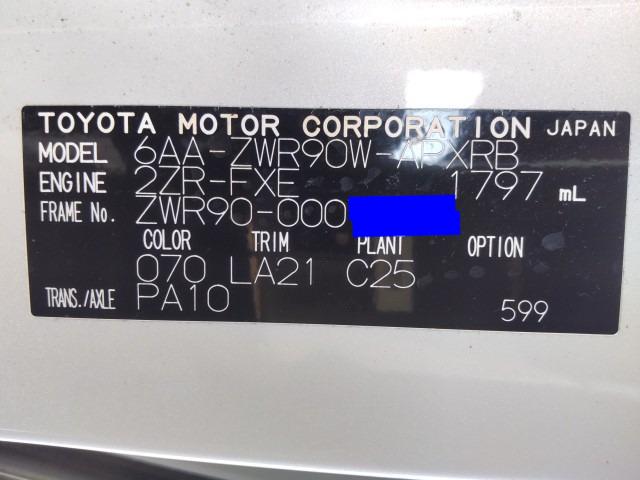 TOYOTA MOTOR CORPORATION JAPAN
MODEL 6AA-ZWR90W-APXRB
ENGINE 2ZR-FXE 1797 mL
FRAME No. ZWR90-000
COLOR TRIM PLANT OPTION
070 LA21 C25
TRANS./AXLE PA10 599